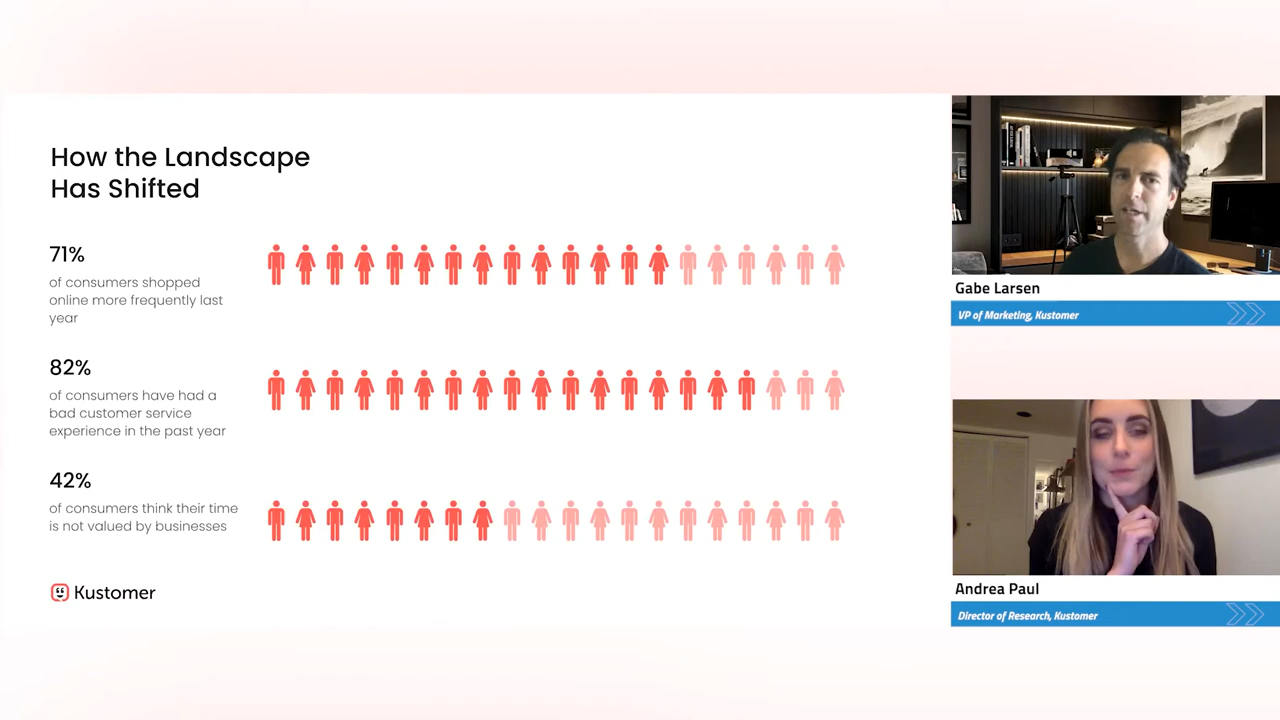 How the Landscape
Has Shifted
71%
of consumers shopped
online more frequently last
year
82%
of consumers have had a
bad customer service
experience in the past year
42%
of consumers think their time
is not valued by businesses
Kustomer
Gabe Larsen
VP of Marketing, Kustomer
Andrea Paul
Director of Research, Kustomer